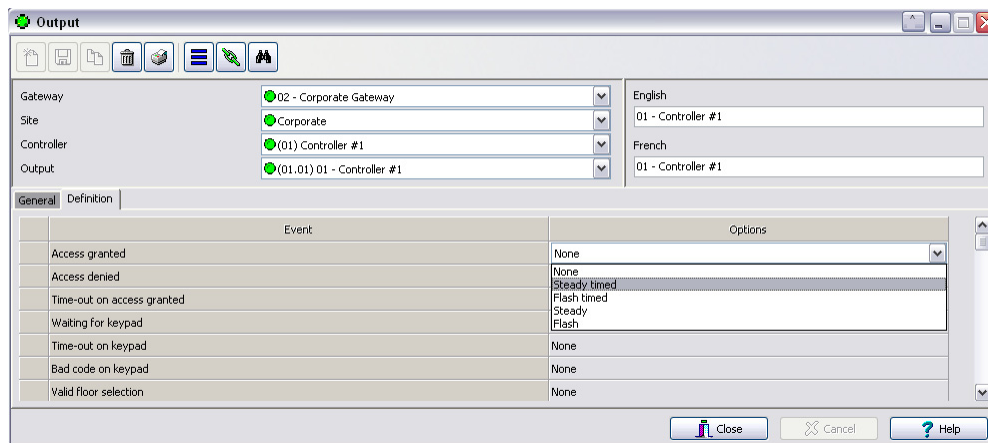 Output
Gateway
02 - Corporate Gateway
Site
Corporate
Controller
(01) Controller #1
Output
(01.01) 01 - Controller #1
English
01 - Controller #1
French
01 - Controller #1
General
Definition
Event
Options
Access granted
None
Access denied
None
Steady timed
Flash timed
Steady
Flash
Time-out on access granted
Waiting for keypad
Time-out on keypad
None
Bad code on keypad
None
Valid floor selection
None
Close
Cancel
? Help